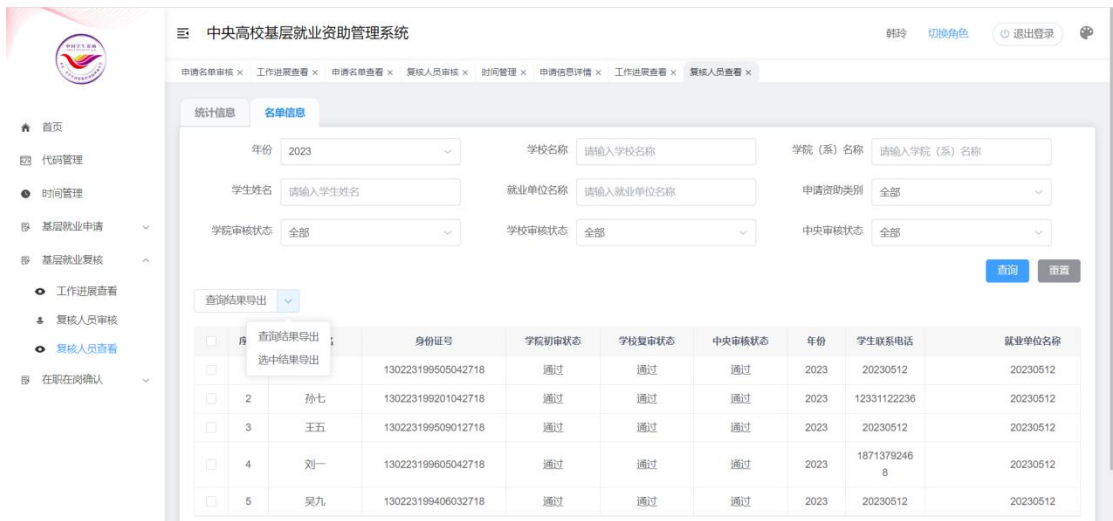 中央高校基层就业资助管理系统
韩玲 切换角色 退出登录
申请名单审核 × 工作进展查看 × 申请名单查看 × 复核人员审核 × 时间管理 × 申请信息详情 × 工作进展查看 × 复核人员查看 ×
首页
代码管理
时间管理
基层就业申请
基层就业复核
工作进展查看
复核人员审核
复核人员查看
在职在岗确认
统计信息 名单信息
年份 2023 学校名称 请输入学校名称 学院（系）名称 请输入学院（系）名称
学生姓名 请输入学生姓名 就业单位名称 请输入就业单位名称 申请资助类别 全部
学院审核状态 全部 学校审核状态 全部 中央审核状态 全部
查询 重置
查询结果导出
查询结果导出
选中结果导出
序 身份证号 学院初审状态 学校复审状态 中央审核状态 年份 学生联系电话 就业单位名称
130223199505042718 通过 通过 通过 2023 20230512 20230512
2 孙七 130223199201042718 通过 通过 通过 2023 12331122236 20230512
3 王五 130223199509012718 通过 通过 通过 2023 20230512 20230512
4 刘一 130223199605042718 通过 通过 通过 2023 1871379246
8 20230512
5 吴九 130223199406032718 通过 通过 通过 2023 20230512 20230512